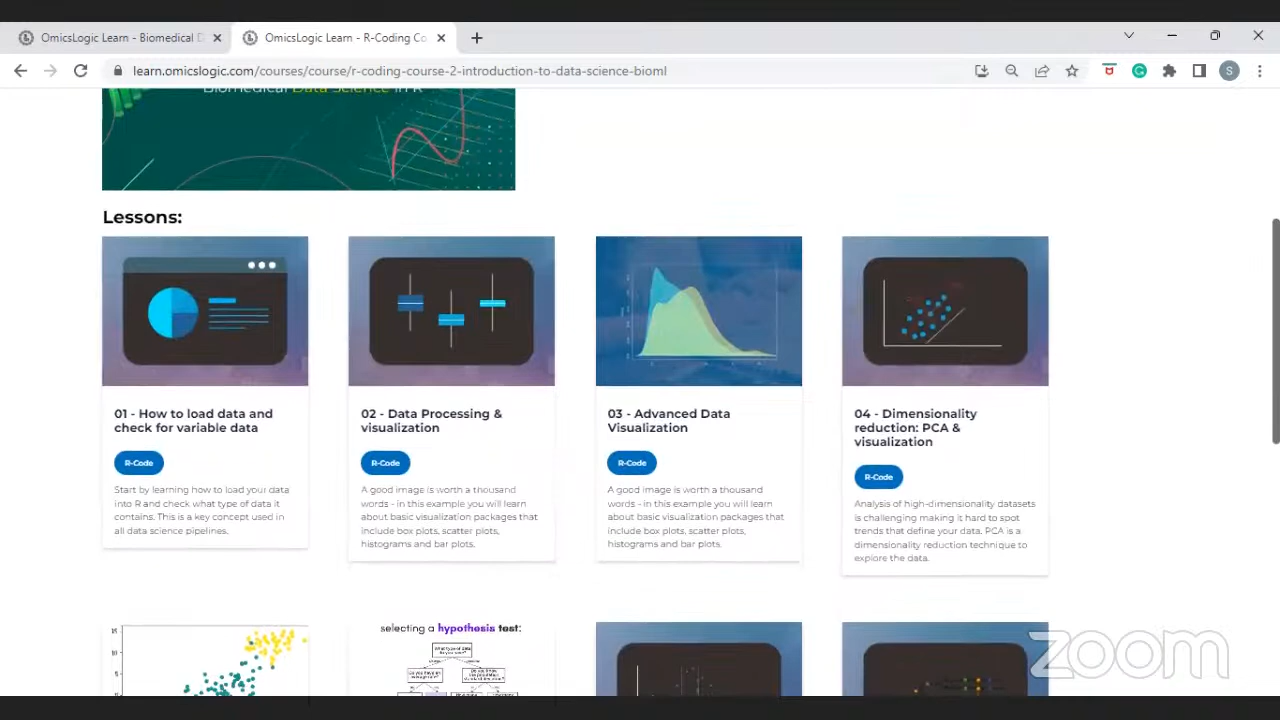 OmicsLogic Learn - Biomedical D
OmicsLogic Learn - R-Coding Co
learn.omicslogic.com/courses/course/r-coding-course-2-introduction-to-data-science-bioml
S
Biomedical Data Science in R
Lessons:
01 - How to load data and
check for variable data
R-Code
Start by learning how to load your data
into R and check what type of data it
contains. This is a key concept used in
all data science pipelines.
02 - Data Processing &
visualization
R-Code
A good image is worth a thousand
words - in this example you will learn
about basic visualization packages that
include box plots, scatter plots,
histograms and bar plots.
03 - Advanced Data
Visualization
R-Code
A good image is worth a thousand
words - in this example you will learn
about basic visualization packages that
include box plots, scatter plots,
histograms and bar plots.
04 - Dimensionality
reduction: PCA &
visualization
R-Code
Analysis of high-dimensionality datasets
is challenging making it hard to spot
trends that define your data. PCA is a
dimensionality reduction technique to
explore the data.
15
10
5
selecting a hypothesis test:
zoom